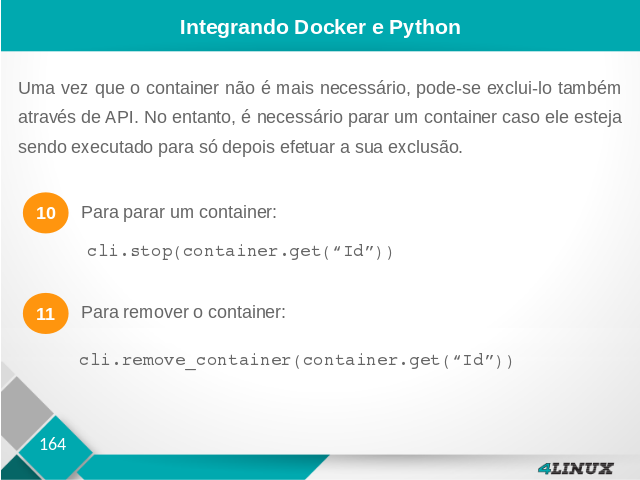 Integrando Docker e Python
Uma vez que o container não é mais necessário, pode-se exclui-lo também
através de API. No entanto, é necessário parar um container caso ele esteja
sendo executado para só depois efetuar a sua exclusão.
10 Para parar um container:
cli.stop(container.get(“Id”))
11 Para remover o container:
cli.remove_container(container.get(“Id”))
164
4LINUX